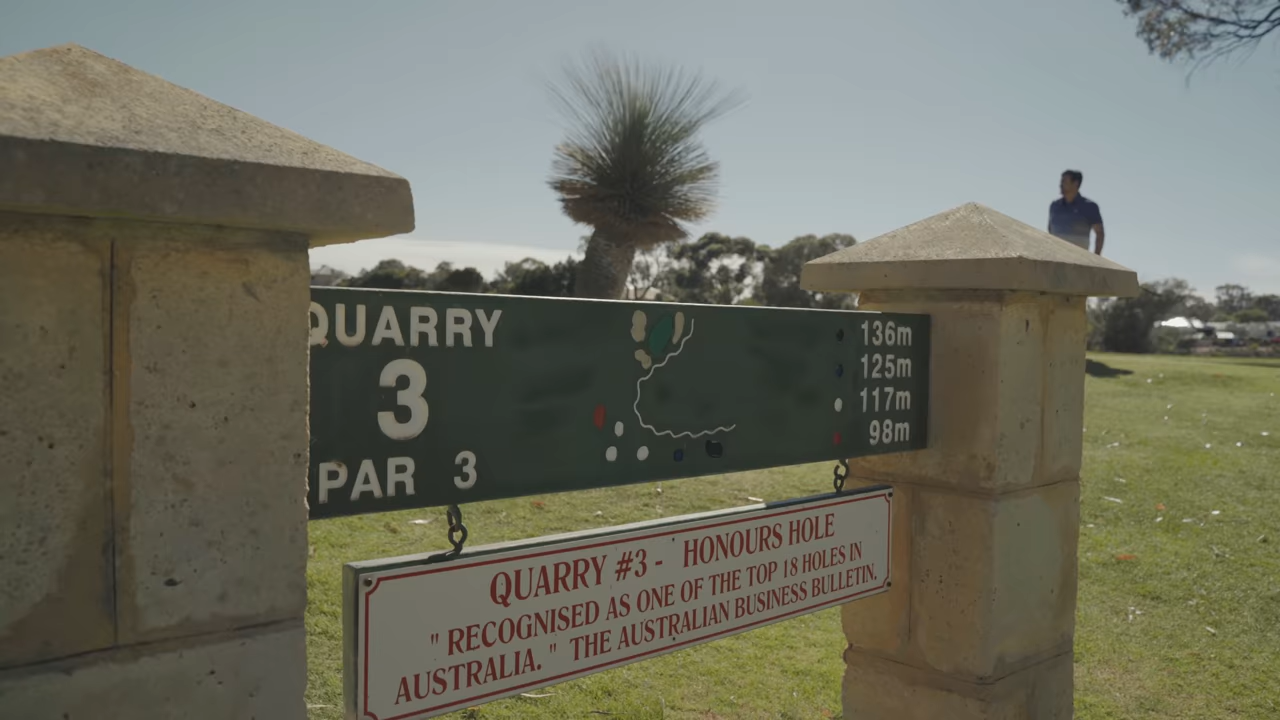 QUARRY
3
PAR 3
136m
125m
117m
98m
QUARRY #3 - HONOURS HOLE
" RECOGNISED AS ONE OF THE TOP 18 HOLES IN
AUSTRALIA. " THE AUSTRALIAN BUSINESS BULLETIN.